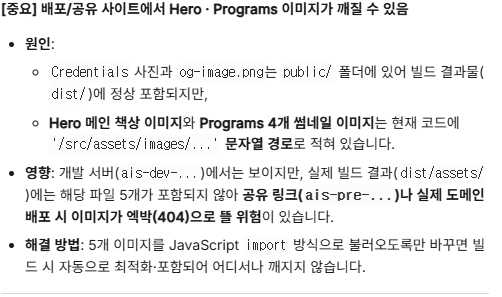 [중요] 배포/공유 사이트에서 Hero · Programs 이미지가 깨질 수 있음
• 원인:
◦ Credentials 사진과 og-image.png는 public/ 폴더에 있어 빌드 결과물(
dist/)에 정상 포함되지만,
◦ Hero 메인 책상 이미지와 Programs 4개 썸네일 이미지는 현재 코드에
'/src/assets/images/...' 문자열 경로로 적혀 있습니다.
• 영향: 개발 서버(ais-dev-...)에서는 보이지만, 실제 빌드 결과(dist/assets/
)에는 해당 파일 5개가 포함되지 않아 공유 링크(ais-pre-...)나 실제 도메인
배포 시 이미지가 엑박(404)으로 뜰 위험이 있습니다.
• 해결 방법: 5개 이미지를 JavaScript import 방식으로 불러오도록만 바꾸면 빌
드 시 자동으로 최적화·포함되어 어디서나 깨지지 않습니다.